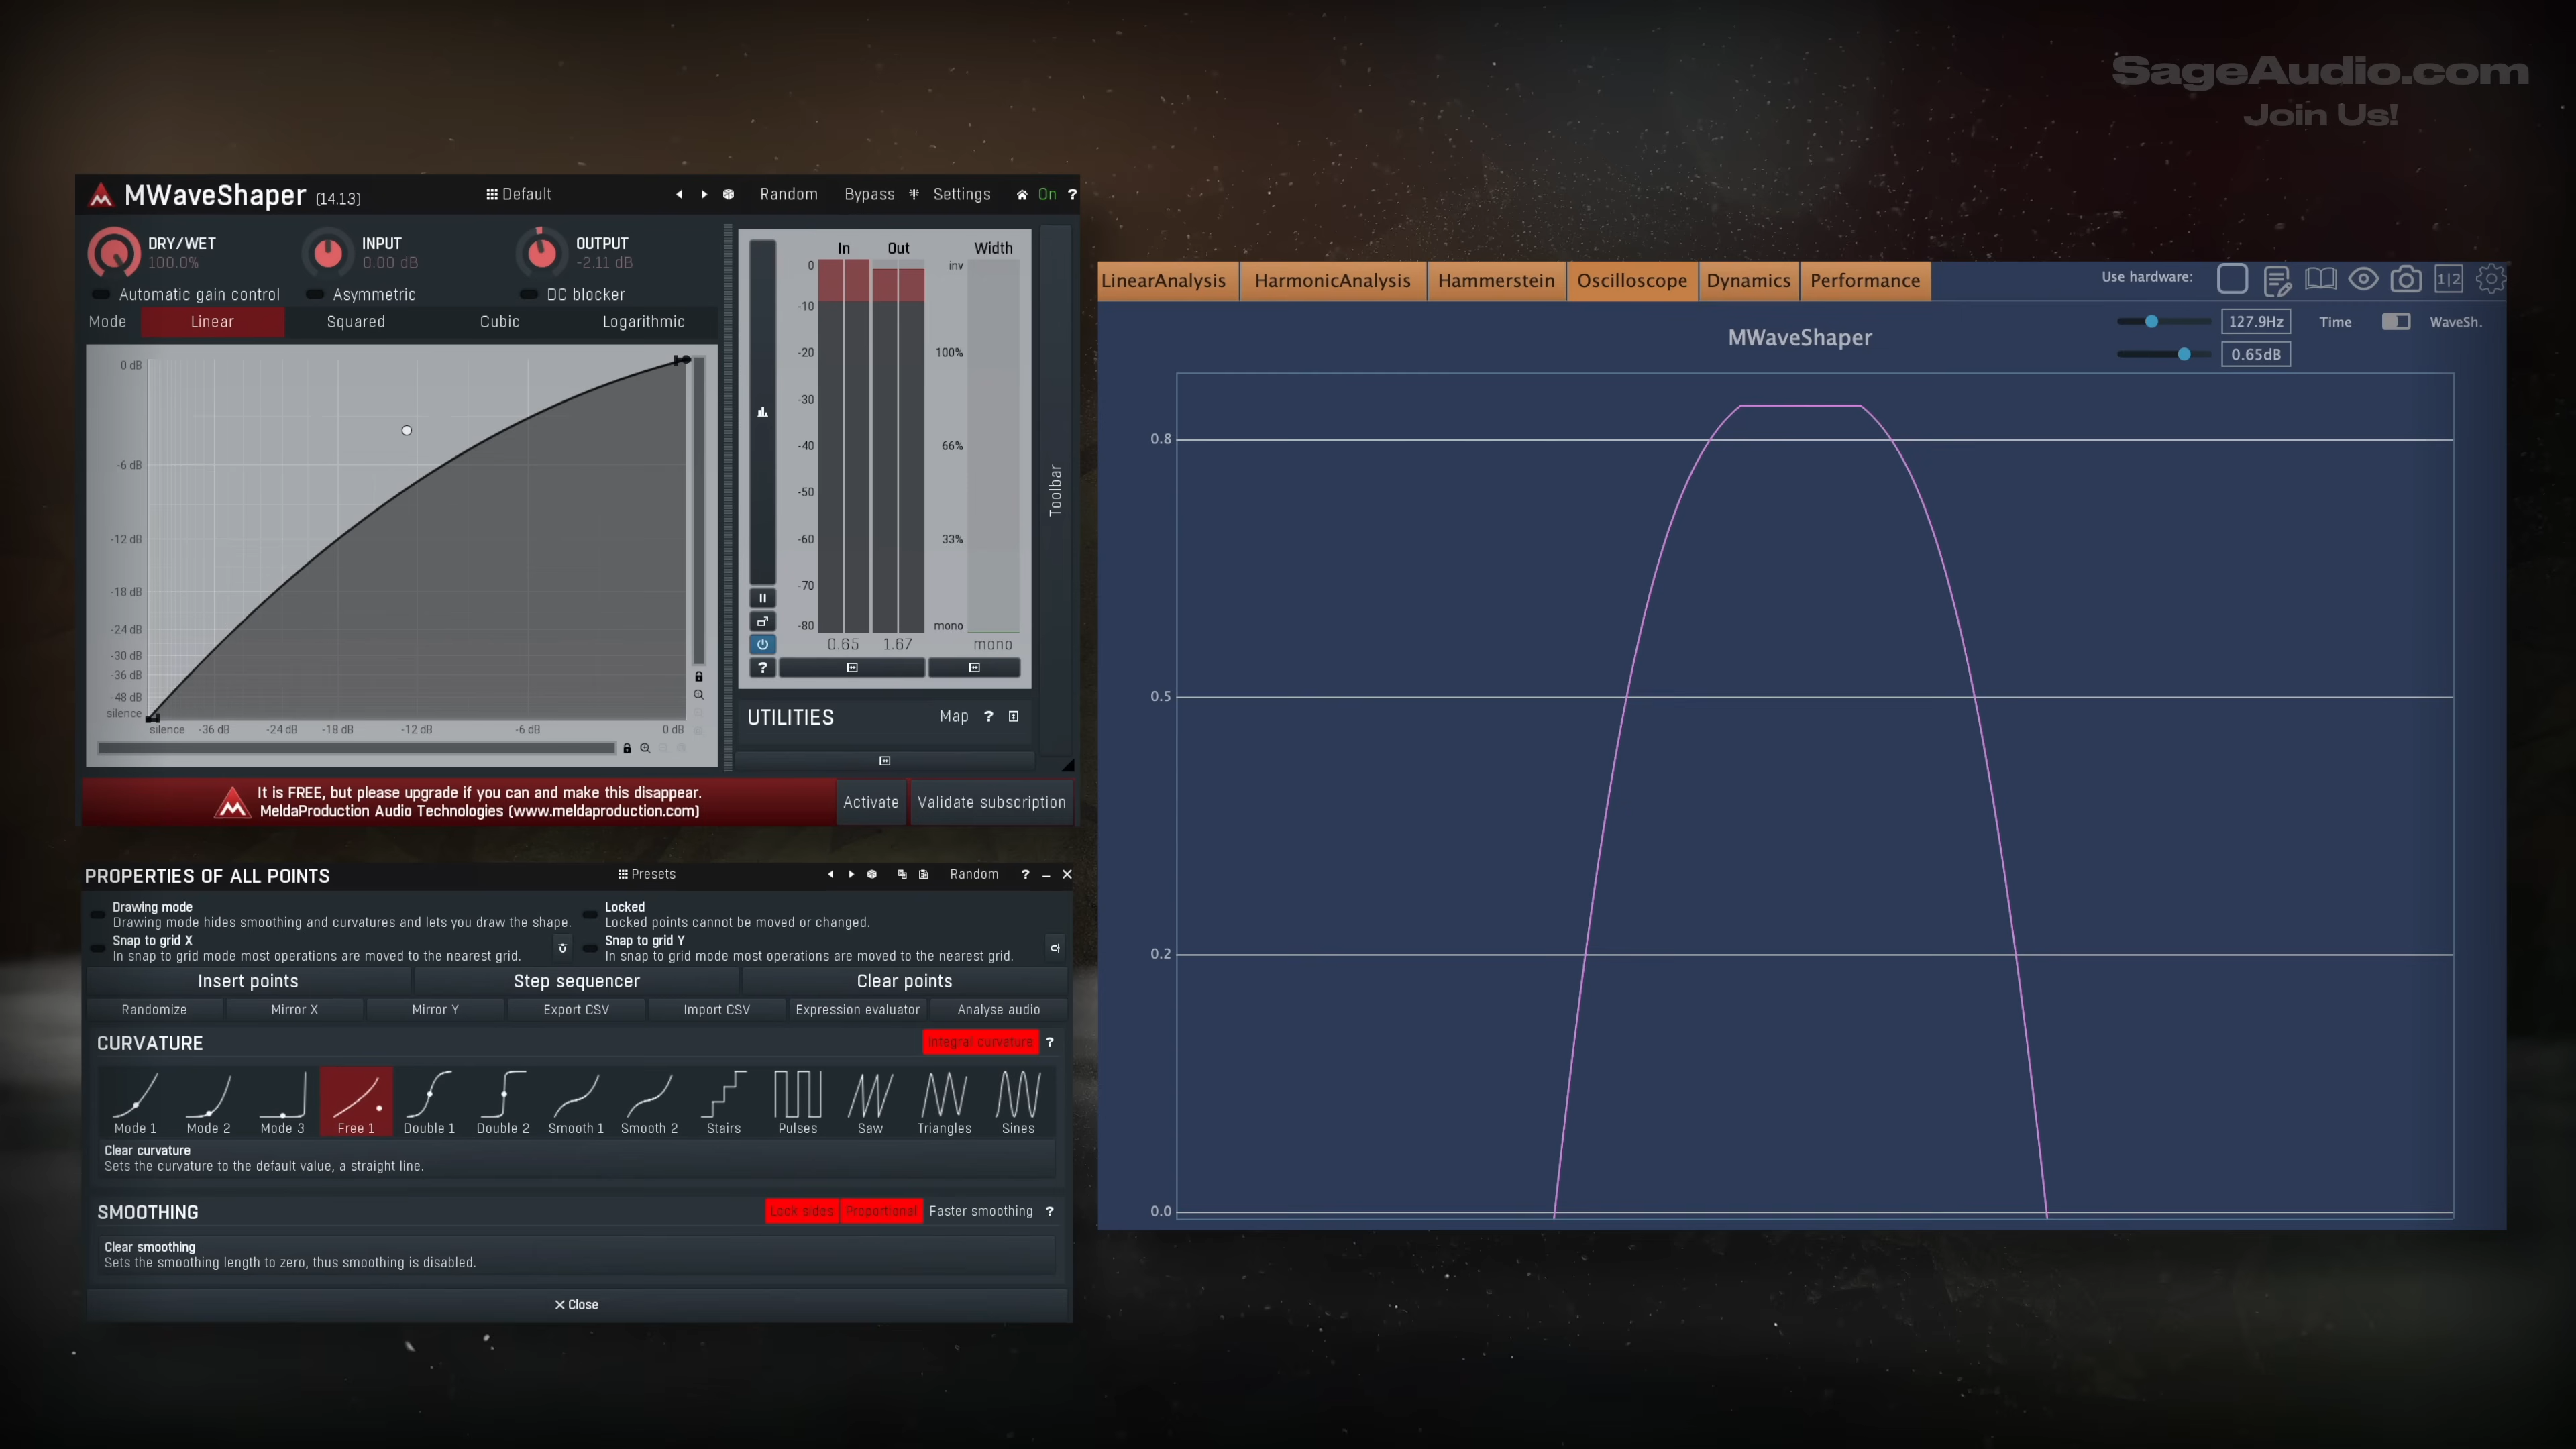 SageAudio.com
Join Us!
MWaveShaper (14.13)
Default
Random
Bypass
Settings
On
?
DRY/WET
100.0%
INPUT
0.00 dB
OUTPUT
-2.11 dB
Automatic gain control
Asymmetric
DC blocker
Mode
Linear
Squared
Cubic
Logarithmic
0 dB
-6 dB
-12 dB
-18 dB
-24 dB
-30 dB
-36 dB
-48 dB
silence
silence
-36 dB
-24 dB
-18 dB
-12 dB
-6 dB
0 dB
In
Out
Width
0
-10
-20
-30
-40
-50
-60
-70
-80
inv
100%
66%
33%
mono
0.65
1.67
mono
?
Toolbar
UTILITIES
Map
?
It is FREE, but please upgrade if you can and make this disappear.
MeldaProduction Audio Technologies (www.meldaproduction.com)
Activate
Validate subscription
PROPERTIES OF ALL POINTS
Presets
Random
?
Drawing mode
Drawing mode hides smoothing and curvatures and lets you draw the shape.
Locked
Locked points cannot be moved or changed.
Snap to grid X
In snap to grid mode most operations are moved to the nearest grid.
Snap to grid Y
In snap to grid mode most operations are moved to the nearest grid.
Insert points
Step sequencer
Clear points
Randomize
Mirror X
Mirror Y
Export CSV
Import CSV
Expression evaluator
Analyse audio
CURVATURE
Integral curvature
?
Mode 1
Mode 2
Mode 3
Free 1
Double 1
Double 2
Smooth 1
Smooth 2
Stairs
Pulses
Saw
Triangles
Sines
Clear curvature
Sets the curvature to the default value, a straight line.
SMOOTHING
Lock sides
Proportional
Faster smoothing
?
Clear smoothing
Sets the smoothing length to zero, thus smoothing is disabled.
Close
LinearAnalysis
HarmonicAnalysis
Hammerstein
Oscilloscope
Dynamics
Performance
Use hardware:
1|2
MWaveShaper
127.9Hz
Time
WaveSh.
0.65dB
0.8
0.5
0.2
0.0